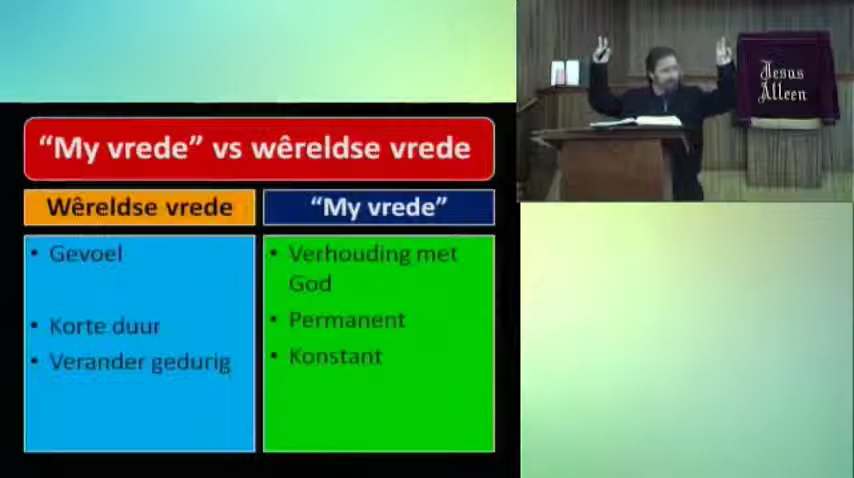 “My vrede” vs wêreldse vrede
Wêreldse vrede
“My vrede”
• Gevoel
• Korte duur
• Verander gedurig
• Verhouding met
God
• Permanent
• Konstant
Jesus
Alleen